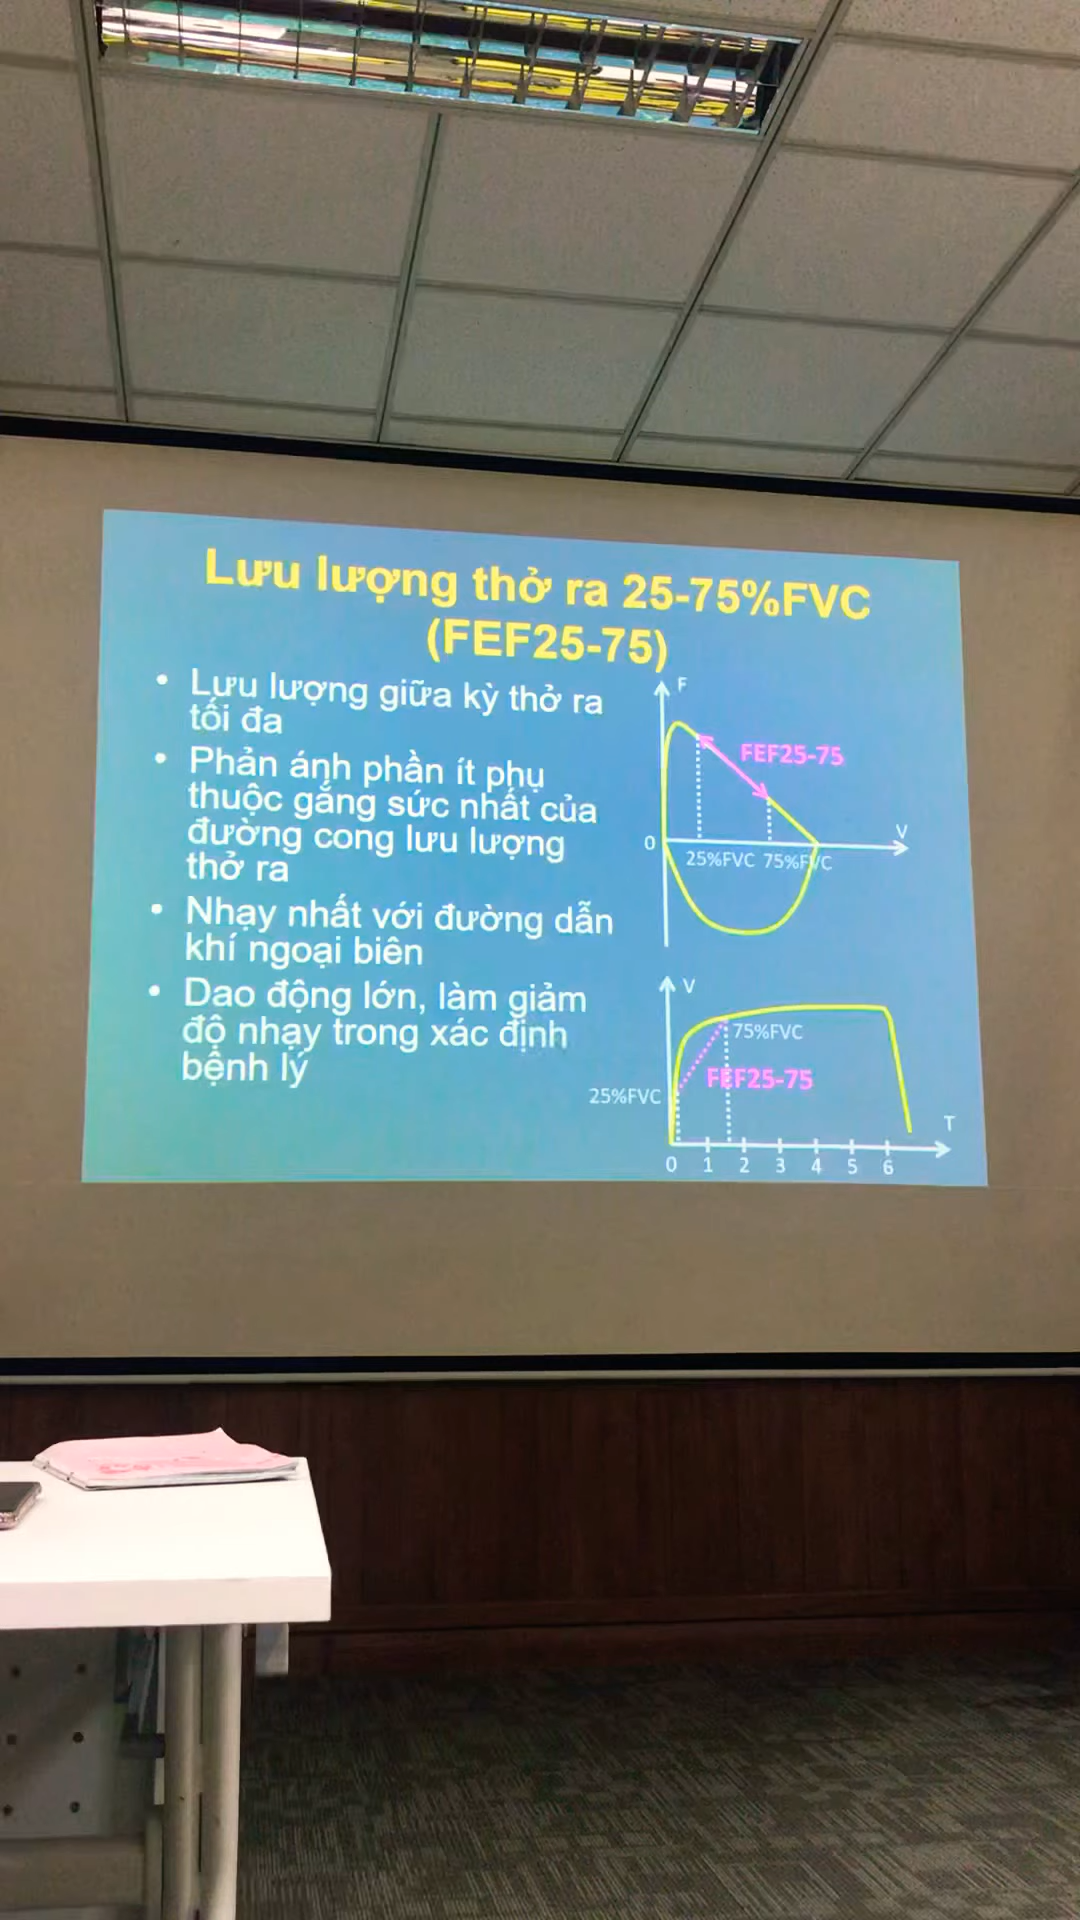 Lưu lượng thở ra 25-75%FVC
(FEF25-75)
• Lưu lượng giữa kỳ thở ra
tối đa
• Phản ánh phần ít phụ
thuộc gắng sức nhất của
đường cong lưu lượng
thở ra
• Nhạy nhất với đường dẫn
khí ngoại biên
• Dao động lớn, làm giảm
độ nhạy trong xác định
bệnh lý
F
FEF25-75
V
0
25%FVC 75%FVC
V
75%FVC
FEF25-75
25%FVC
T
0 1 2 3 4 5 6